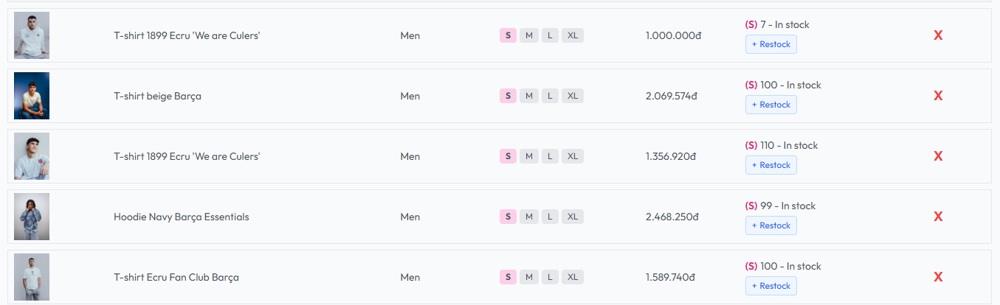 T-shirt 1899 Ecru 'We are Culers' Men S M L XL 1.000.000đ (S) 7 - In stock X
+ Restock
T-shirt beige Barça Men S M L XL 2.069.574đ (S) 100 - In stock X
+ Restock
T-shirt 1899 Ecru 'We are Culers' Men S M L XL 1.356.920đ (S) 110 - In stock X
+ Restock
Hoodie Navy Barça Essentials Men S M L XL 2.468.250đ (S) 99 - In stock X
+ Restock
T-shirt Ecru Fan Club Barça Men S M L XL 1.589.740đ (S) 100 - In stock X
+ Restock